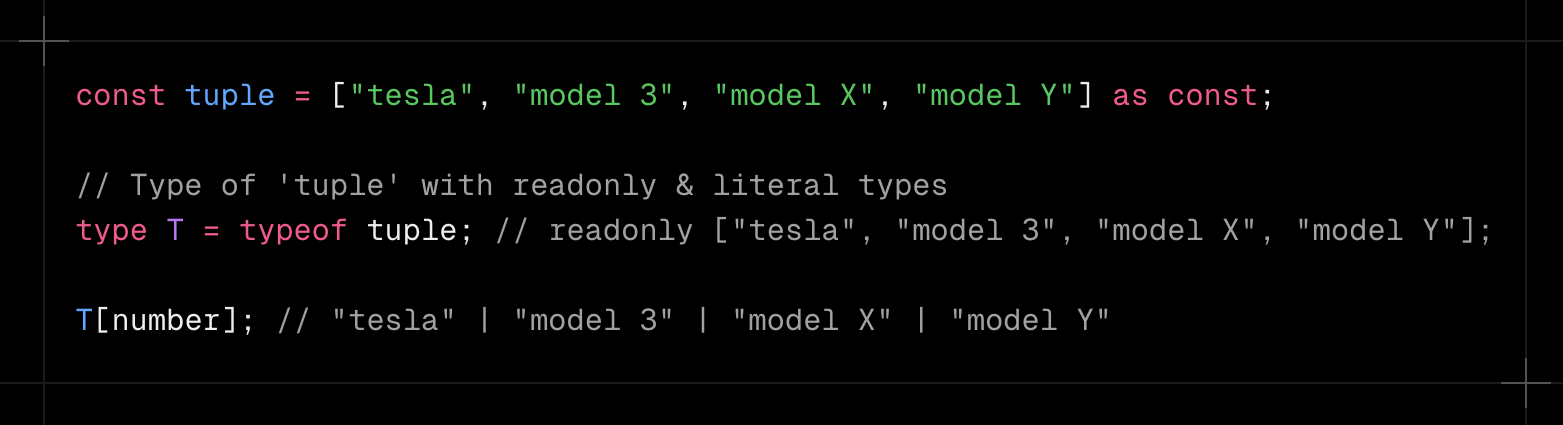 const tuple = ["tesla", "model 3", "model X", "model Y"] as const;
// Type of 'tuple' with readonly & literal types
type T = typeof tuple; // readonly ["tesla", "model 3", "model X", "model Y"];
T[number]; // "tesla" | "model 3" | "model X" | "model Y"